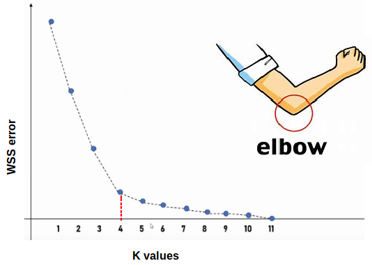 WSS error
elbow
1 2 3 4 5 6 7 8 9 10 11
K values